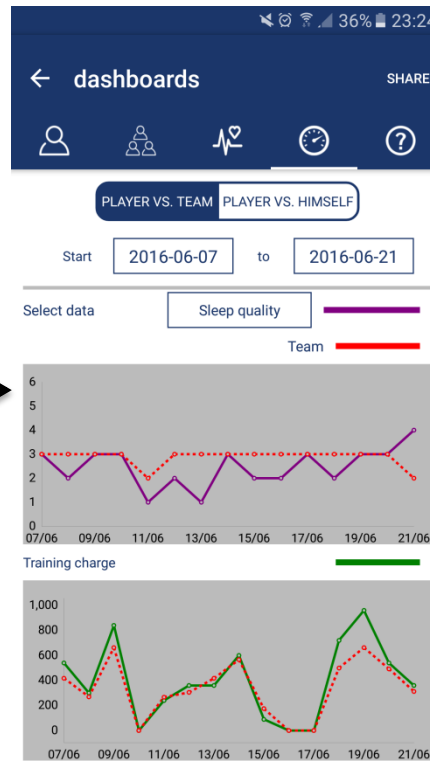 36% 23:24
dashboards SHARE
?
PLAYER VS. TEAM PLAYER VS. HIMSELF
Start 2016-06-07 to 2016-06-21
Select data Sleep quality
Team
6
5
4
3
2
1
0
07/06 09/06 11/06 13/06 15/06 17/06 19/06 21/06
Training charge
1,000
800
600
400
200
0
07/06 09/06 11/06 13/06 15/06 17/06 19/06 21/06